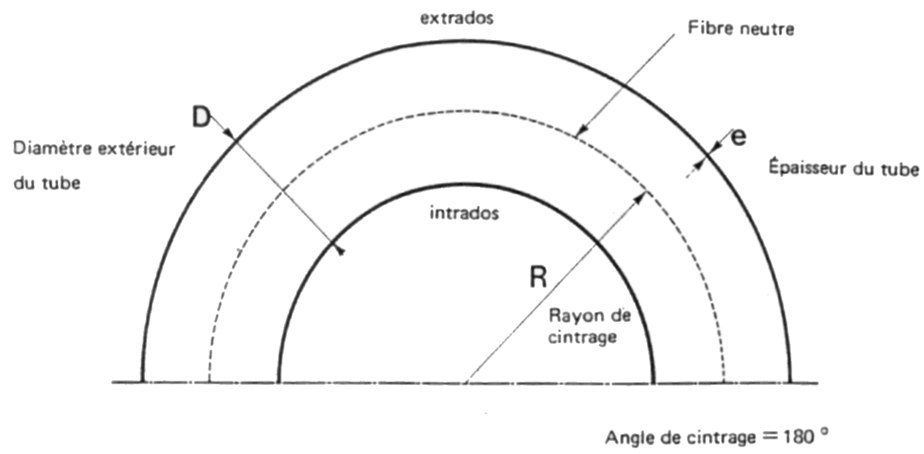 extrados
Fibre neutre
D
e
Diamètre extérieur
du tube
Épaisseur du tube
intrados
R
Rayon de
cintrage
Angle de cintrage = 180 °